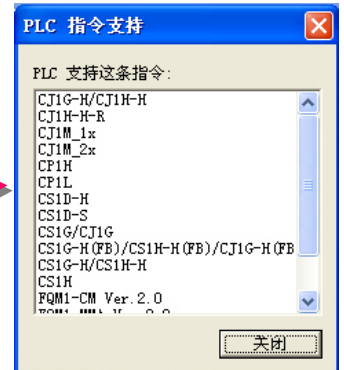 PLC 指令支持
PLC 支持这条指令:
CJ1G-H/CJ1H-H
CJ1H-H-R
CJ1M_1x
CJ1M_2x
CP1H
CP1L
CS1D-H
CS1D-S
CS1G/CJ1G
CS1G-H(FB)/CS1H-H(FB)/CJ1G-H(FB
CS1G-H/CS1H-H
CS1H
FQM1-CM Ver.2.0
关闭